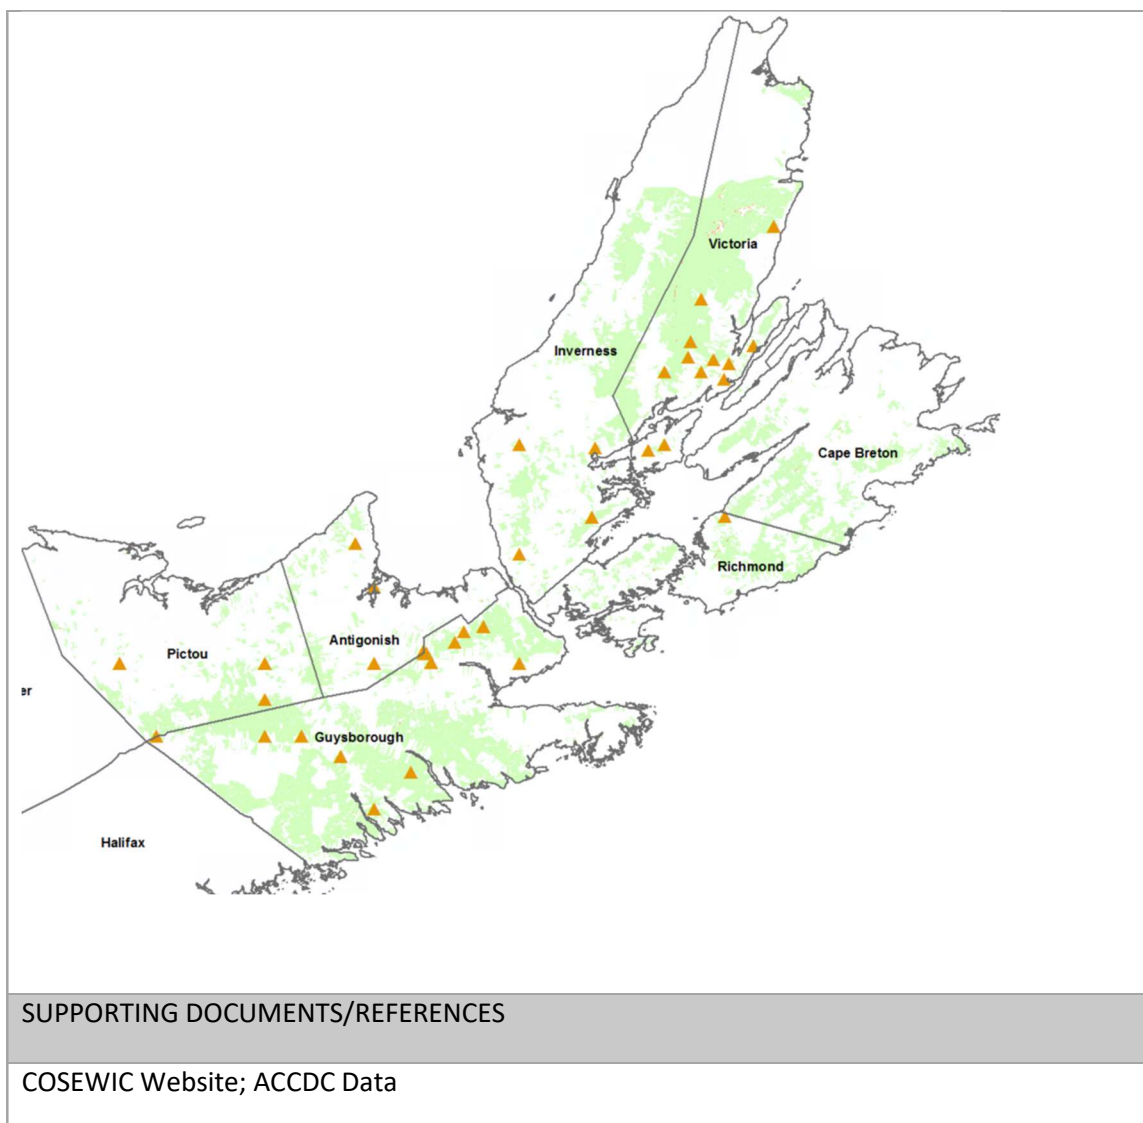 Victoria
Inverness
Cape Breton
Richmond
Antigonish
Pictou
er
Guysborough
Halifax
SUPPORTING DOCUMENTS/REFERENCES
COSEWIC Website; ACCDC Data